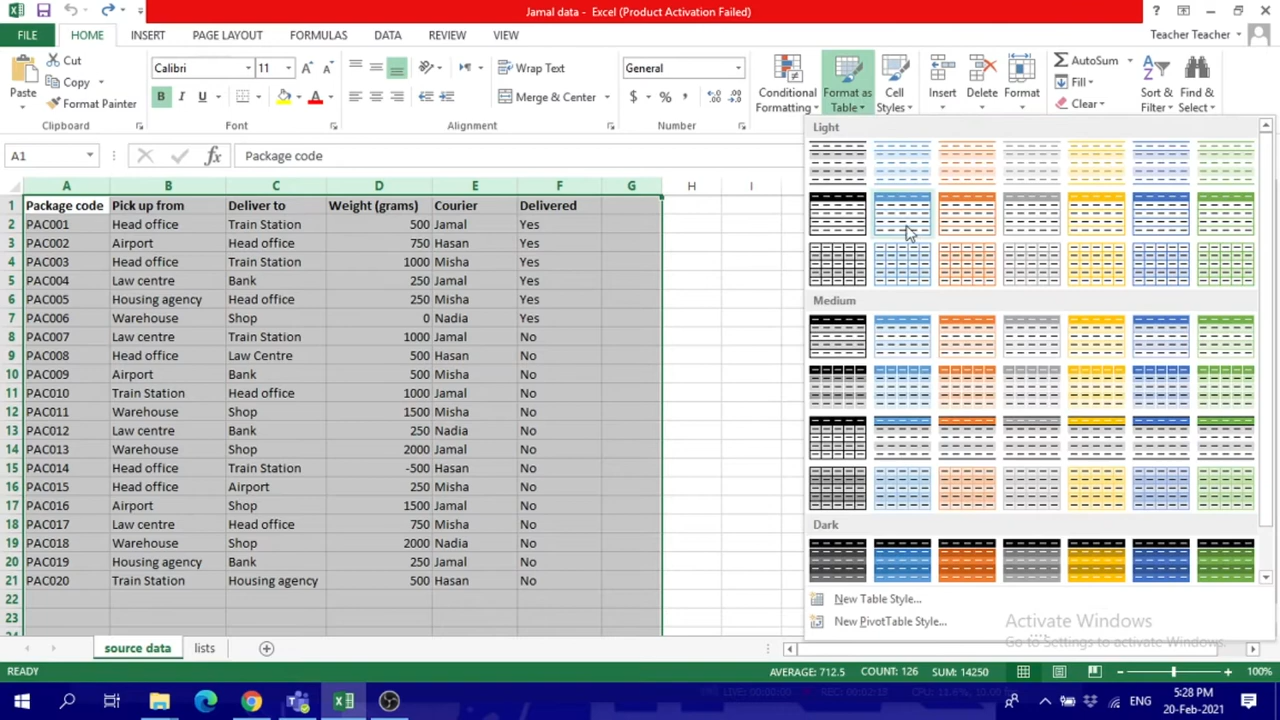 Jamal data - Excel (Product Activation Failed)
FILE HOME INSERT PAGE LAYOUT FORMULAS DATA REVIEW VIEW Teacher Teacher
Paste
Cut
Copy
Format Painter
Clipboard
Calibri 11
B I U
Font
Wrap Text
Merge & Center
Alignment
General
$ % ,
Number
Conditional Formatting
Format as Table
Cell Styles
Insert
Delete
Format
AutoSum
Fill
Clear
Sort & Filter
Find & Select
A1 Package code
A B C D E F G H I
1 Package code
2 PAC001 Head office Train Station 500 Jamal Yes
3 PAC002 Airport Head office 750 Hasan Yes
4 PAC003 Head office Train Station 1000 Misha Yes
5 PAC004 Law centre Bank 250 Jamal Yes
6 PAC005 Housing agency Head office 250 Misha Yes
7 PAC006 Warehouse Shop 0 Nadia Yes
8 PAC007 Law centre Train Station 1000 Jamal No
9 PAC008 Head office Law Centre 500 Hasan No
10 PAC009 Airport Bank 500 Misha No
11 PAC010 Train Station Head office 1000 Jamal No
12 PAC011 Warehouse Shop 1500 Misha No
13 PAC012 Law centre Bank 250 Jamal No
14 PAC013 Warehouse Shop 2000 Jamal No
15 PAC014 Head office Train Station -500 Hasan No
16 PAC015 Head office Airport 250 Misha No
17 PAC016 Airport Shop 1500 Jamal No
18 PAC017 Law centre Head office 750 Misha No
19 PAC018 Warehouse Shop 2000 Nadia No
20 PAC019 Housing agency Bank 250 Jamal No
21 PAC020 Train Station Housing agency 500 Hasan No
22
23
Light
Medium
Dark
New Table Style...
New PivotTable Style...
Activate Windows
Go to Settings to activate Windows.
source data lists
READY AVERAGE: 712.5 COUNT: 126 SUM: 14250 100%
ENG
5:28 PM
20-Feb-2021